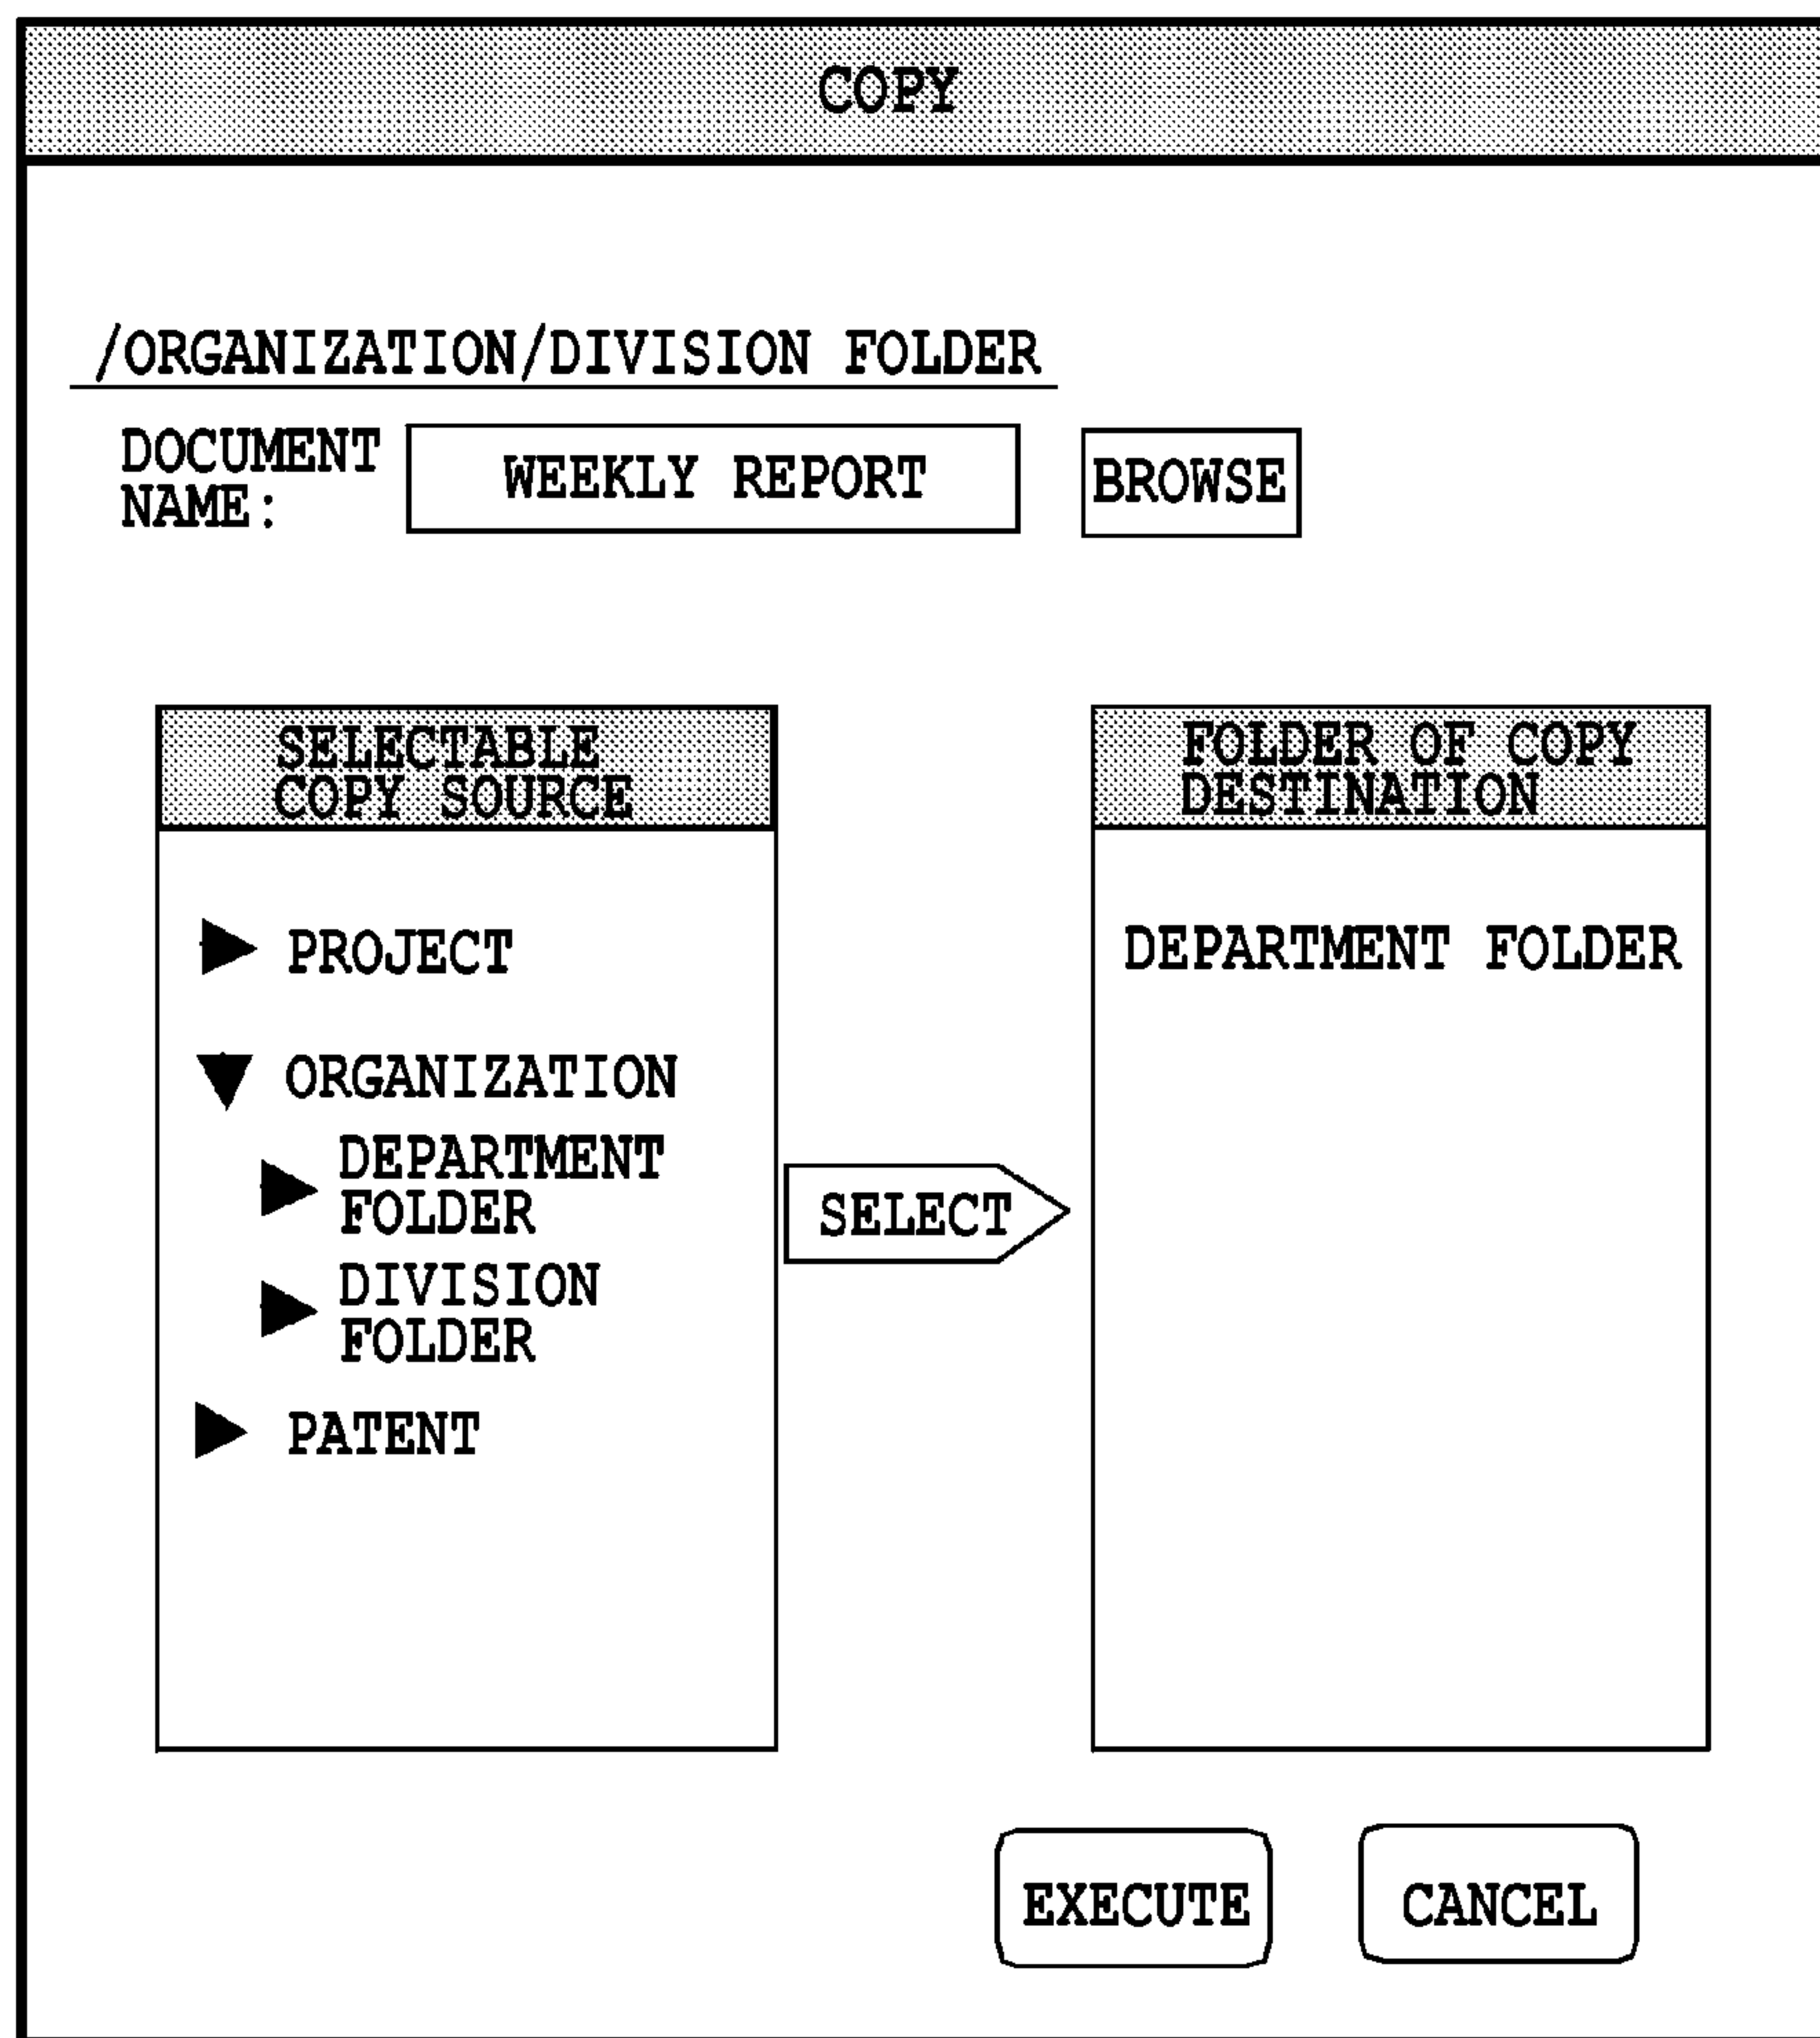 COPY
/ORGANIZATION/DIVISION FOLDER
DOCUMENT
NAME:
WEEKLY REPORT
BROWSE
SELECTABLE
COPY SOURCE
PROJECT
ORGANIZATION
DEPARTMENT
FOLDER
DIVISION
FOLDER
PATENT
SELECT
FOLDER OF COPY
DESTINATION
DEPARTMENT FOLDER
EXECUTE
CANCEL